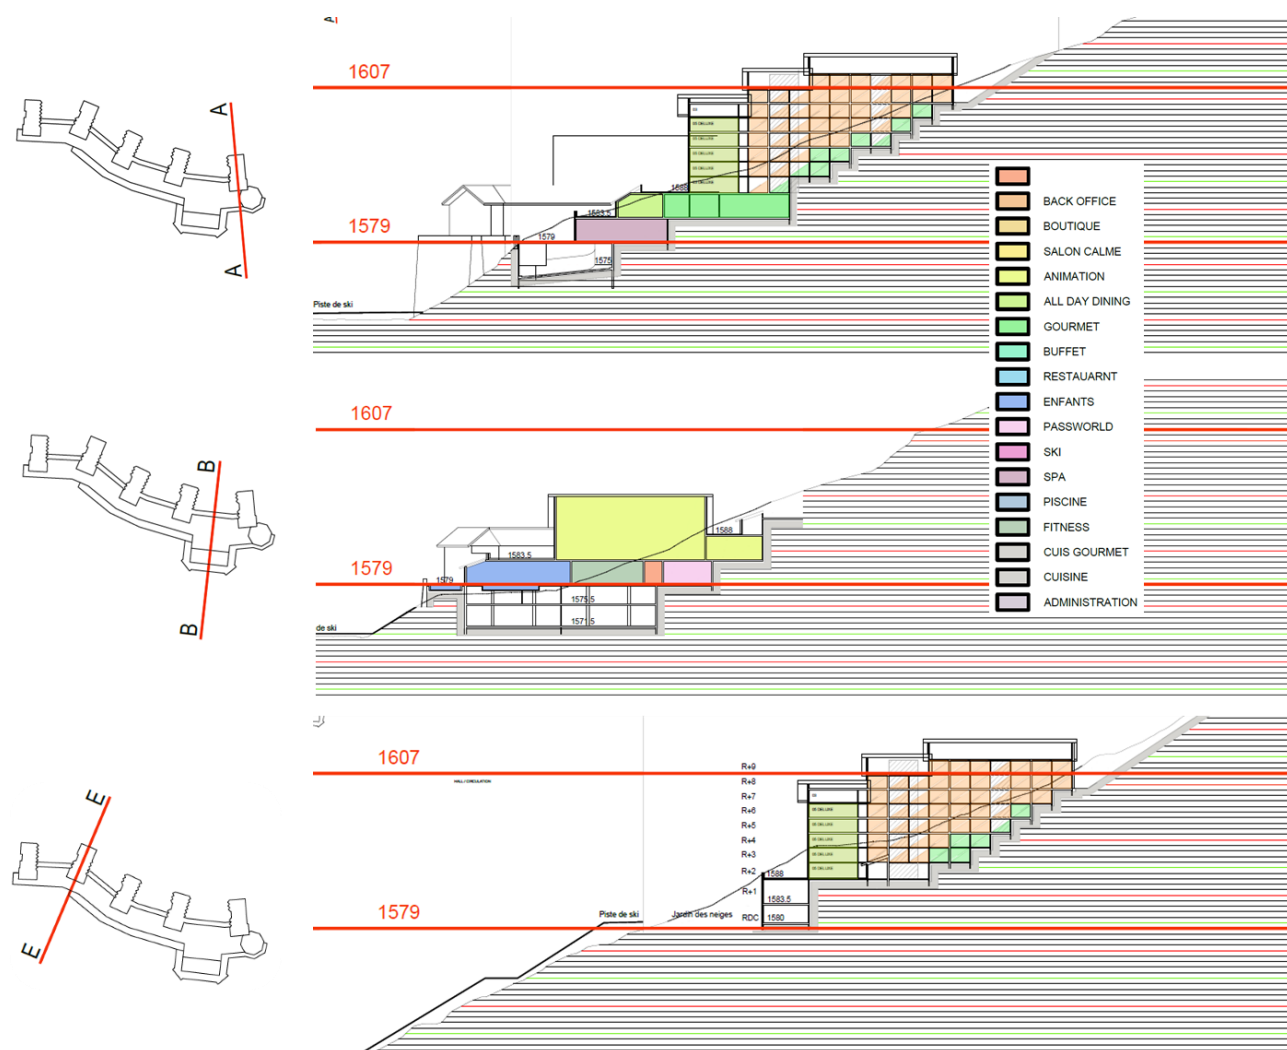 A
1607
1588
1583.5
1579
1579
1575
Piste de ski
A
A
BACK OFFICE
BOUTIQUE
SALON CALME
ANIMATION
ALL DAY DINING
GOURMET
BUFFET
RESTAUARNT
ENFANTS
PASSWORLD
SKI
SPA
PISCINE
FITNESS
CUIS GOURMET
CUISINE
ADMINISTRATION
1607
1588
1583.5
1579
1579
1575.5
1571.5
de ski
B
B
1607
HALL / CIRCULATION
R+9
R+8
R+7
R+6
R+5
R+4
R+3
R+2
1588
R+1
1583.5
Piste de ski
Jardin des neiges
RDC
1580
1579
E
E